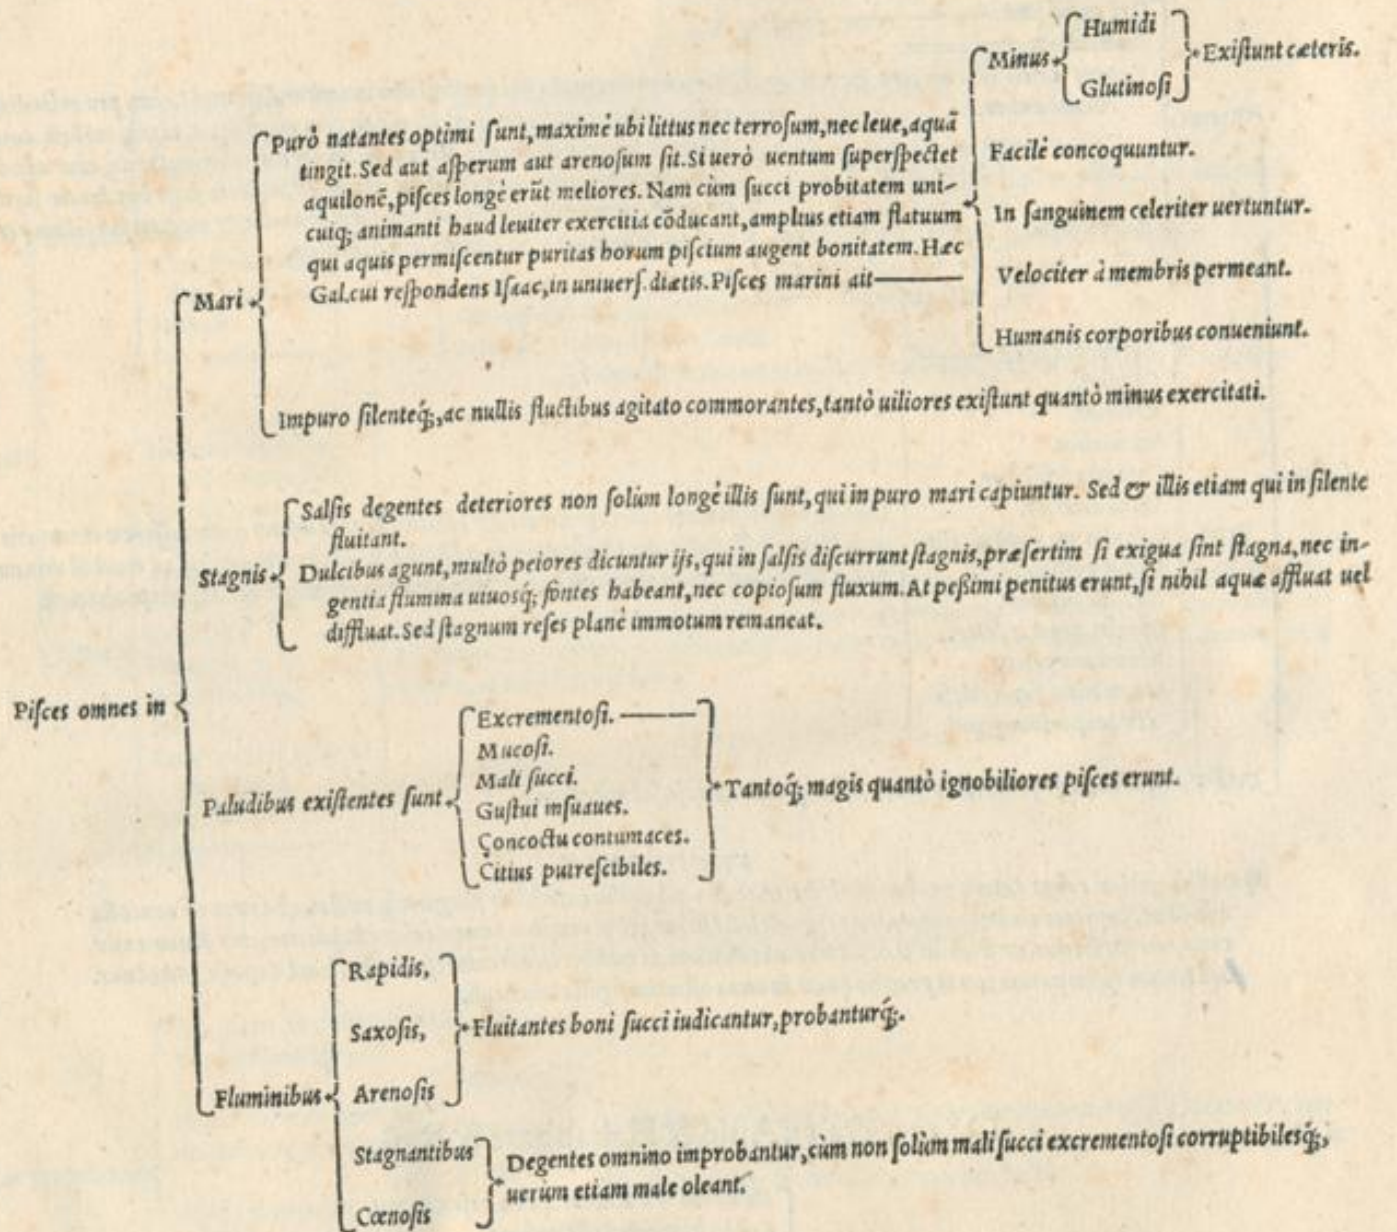 Piſces omnes in
Mari
Purò natantes optimi ſunt, maximè ubi littus nec terroſum, nec leue, aquã
tingit. Sed aut aſperum aut arenoſum ſit. Si uerò uentum ſuperſpectet
aquilonẽ, piſces longè erũt meliores. Nam cùm ſucci probitatem uni-
cuiq; animanti haud leuiter exercitia cõducant, amplius etiam flatuum
qui aquis permiſcentur puritas horum piſcium augent bonitatem. Hæc
Gal. cui reſpondens Iſaac, in uniuerſ. diætis. Piſces marini ait
Minus
Humidi
Glutinoſi
Exiſtunt cæteris.
Facilè concoquuntur.
In ſanguinem celeriter uertuntur.
Velociter à membris permeant.
Humanis corporibus conueniunt.
Impuro ſilenteq́;, ac nullis fluctibus agitato commorantes, tantò uiliores exiſtunt quantò minus exercitati.
Stagnis
Salſis degentes deteriores non ſolùm longè illis ſunt, qui in puro mari capiuntur. Sed & illis etiam qui in ſilente
fluitant.
Dulcibus agunt, multò peiores dicuntur ijs, qui in ſalſis diſcurrunt ſtagnis, præſertim ſi exigua ſint ſtagna, nec in-
gentia flumina uiuosq́; fontes habeant, nec copioſum fluxum. At peßimi penitus erunt, ſi nihil aquæ affluat uel
diffluat. Sed ſtagnum reſes planè immotum remaneat.
Paludibus exiſtentes ſunt
Excrementoſi.
Mucoſi.
Mali ſucci.
Guſtui inſuaues.
Concoctu contumaces.
Citius putreſcibiles.
Tantoq́; magis quantò ignobiliores piſces erunt.
Fluminibus
Rapidis,
Saxoſis,
Arenoſis
Fluitantes boni ſucci iudicantur, probanturq́;.
Stagnantibus
Cœnoſis
Degentes omnino improbantur, cùm non ſolùm mali ſucci excrementoſi corruptibilesq́;,
uerum etiam male oleant.